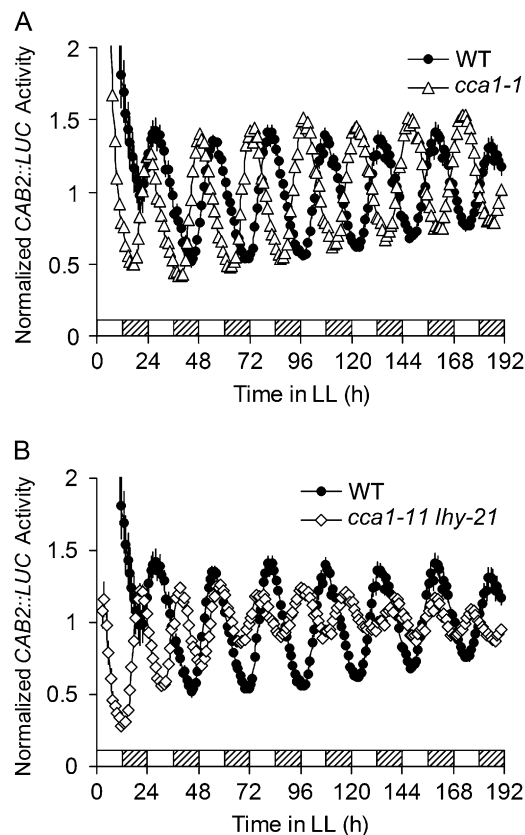 A
Normalized CAB2::LUC Activity
2
1.5
1
0.5
0
WT
cca1-1
0 24 48 72 96 120 144 168 192
Time in LL (h)
B
Normalized CAB2::LUC Activity
2
1.5
1
0.5
0
WT
cca1-11 lhy-21
0 24 48 72 96 120 144 168 192
Time in LL (h)